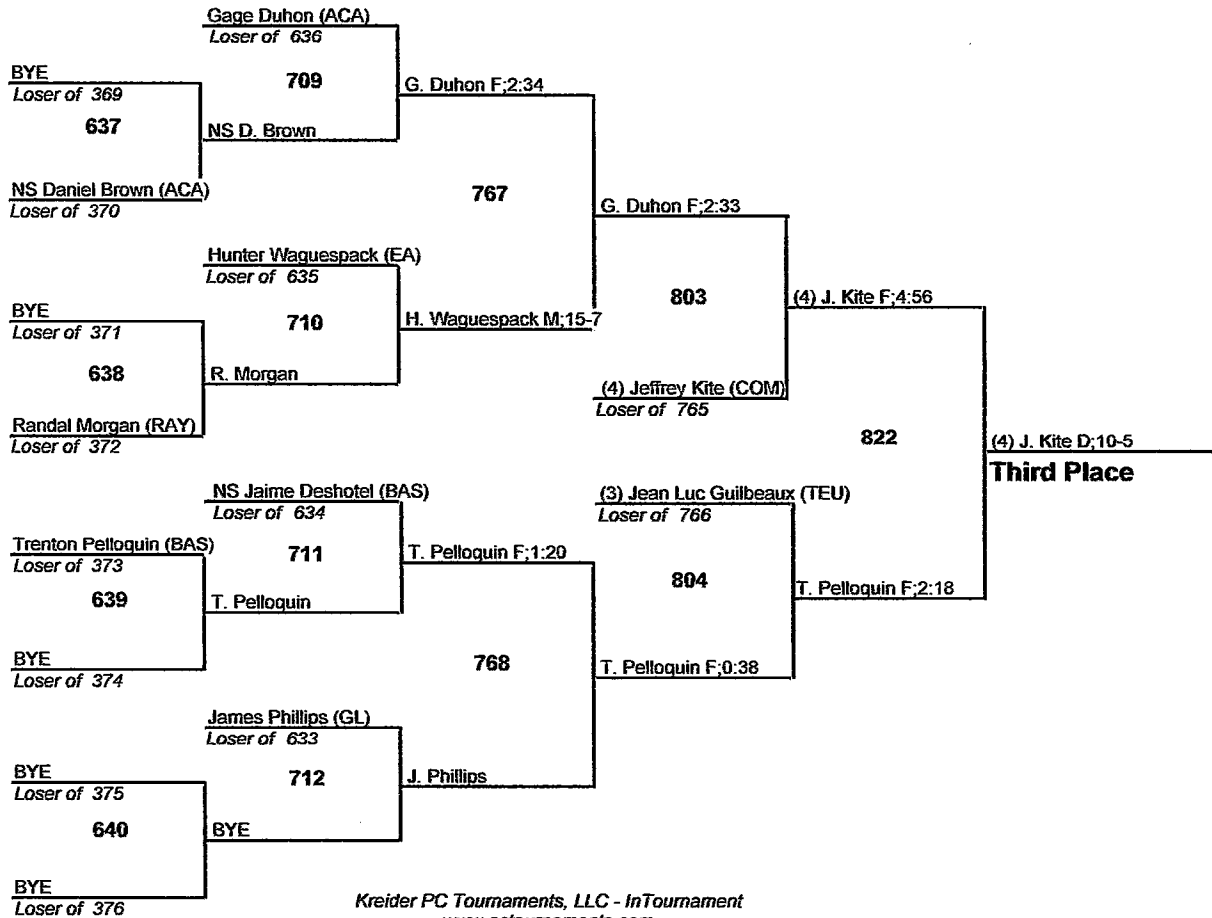 Gage Duhon (ACA)
Loser of 636
BYE
Loser of 369
709
G. Duhon F;2:34
637
NS D. Brown
NS Daniel Brown (ACA)
Loser of 370
767
G. Duhon F;2:33
Hunter Waguespack (EA)
Loser of 635
BYE
Loser of 371
710
H. Waguespack M;15-7
803
(4) J. Kite F;4:56
638
R. Morgan
(4) Jeffrey Kite (COM)
Loser of 765
Randal Morgan (RAY)
Loser of 372
822
(4) J. Kite D;10-5
Third Place
NS Jaime Deshotel (BAS)
Loser of 634
(3) Jean Luc Guilbeaux (TEU)
Loser of 766
Trenton Pelloquin (BAS)
Loser of 373
711
T. Pelloquin F;1:20
804
T. Pelloquin F;2:18
639
T. Pelloquin
BYE
Loser of 374
768
T. Pelloquin F;0:38
James Phillips (GL)
Loser of 633
BYE
Loser of 375
712
J. Phillips
640
BYE
BYE
Loser of 376
Kreider PC Tournaments, LLC - InTournament